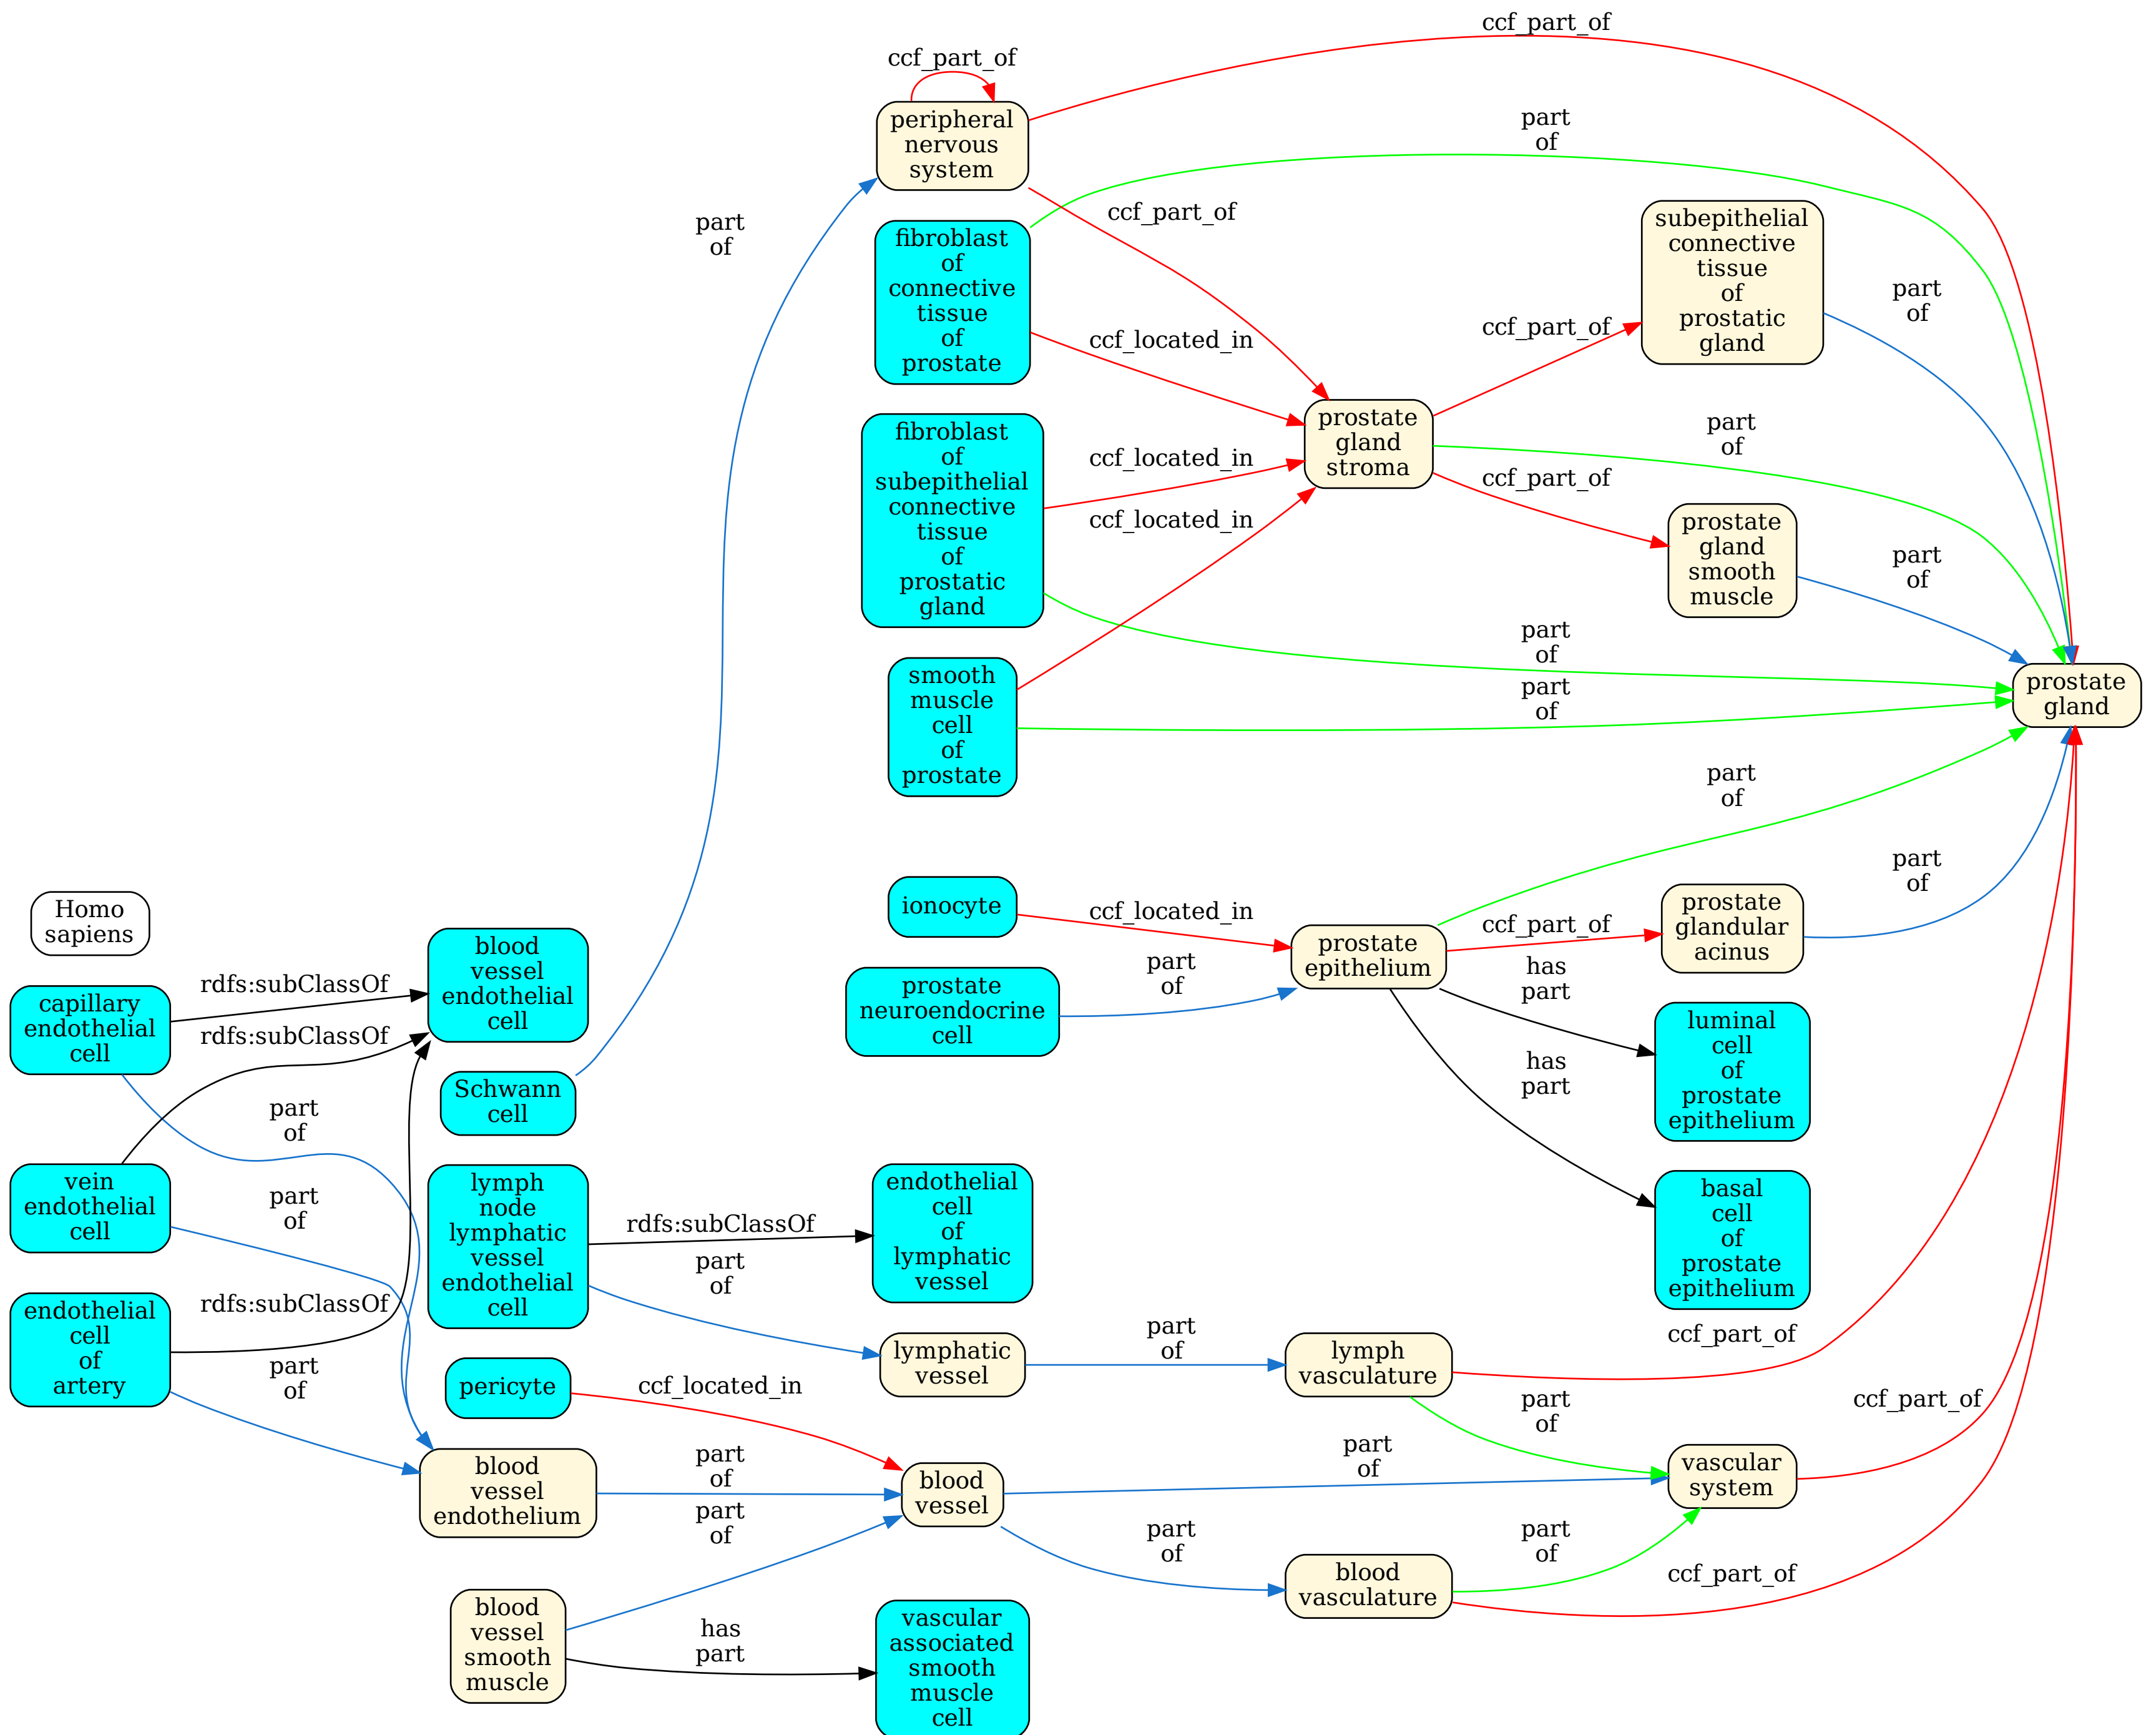 ccf_part_of
ccf_part_of
peripheral
nervous
system
part
of
part
of
ccf_part_of
fibroblast
of
connective
tissue
of
prostate
ccf_located_in
subepithelial
connective
tissue
of
prostatic
gland
part
of
ccf_part_of
prostate
gland
stroma
part
of
fibroblast
of
subepithelial
connective
tissue
of
prostatic
gland
ccf_located_in
ccf_located_in
ccf_part_of
prostate
gland
smooth
muscle
part
of
part
of
smooth
muscle
cell
of
prostate
part
of
prostate
gland
part
of
part
of
Homo
sapiens
ionocyte
ccf_located_in
prostate
epithelium
ccf_part_of
prostate
glandular
acinus
capillary
endothelial
cell
rdfs:subClassOf
rdfs:subClassOf
blood
vessel
endothelial
cell
prostate
neuroendocrine
cell
part
of
has
part
luminal
cell
of
prostate
epithelium
has
part
Schwann
cell
part
of
vein
endothelial
cell
part
of
lymph
node
lymphatic
vessel
endothelial
cell
rdfs:subClassOf
part
of
endothelial
cell
of
lymphatic
vessel
basal
cell
of
prostate
epithelium
endothelial
cell
of
artery
rdfs:subClassOf
part
of
lymphatic
vessel
part
of
lymph
vasculature
ccf_part_of
pericyte
ccf_located_in
part
of
ccf_part_of
blood
vessel
endothelium
part
of
part
of
blood
vessel
part
of
vascular
system
part
of
blood
vasculature
part
of
ccf_part_of
blood
vessel
smooth
muscle
has
part
vascular
associated
smooth
muscle
cell